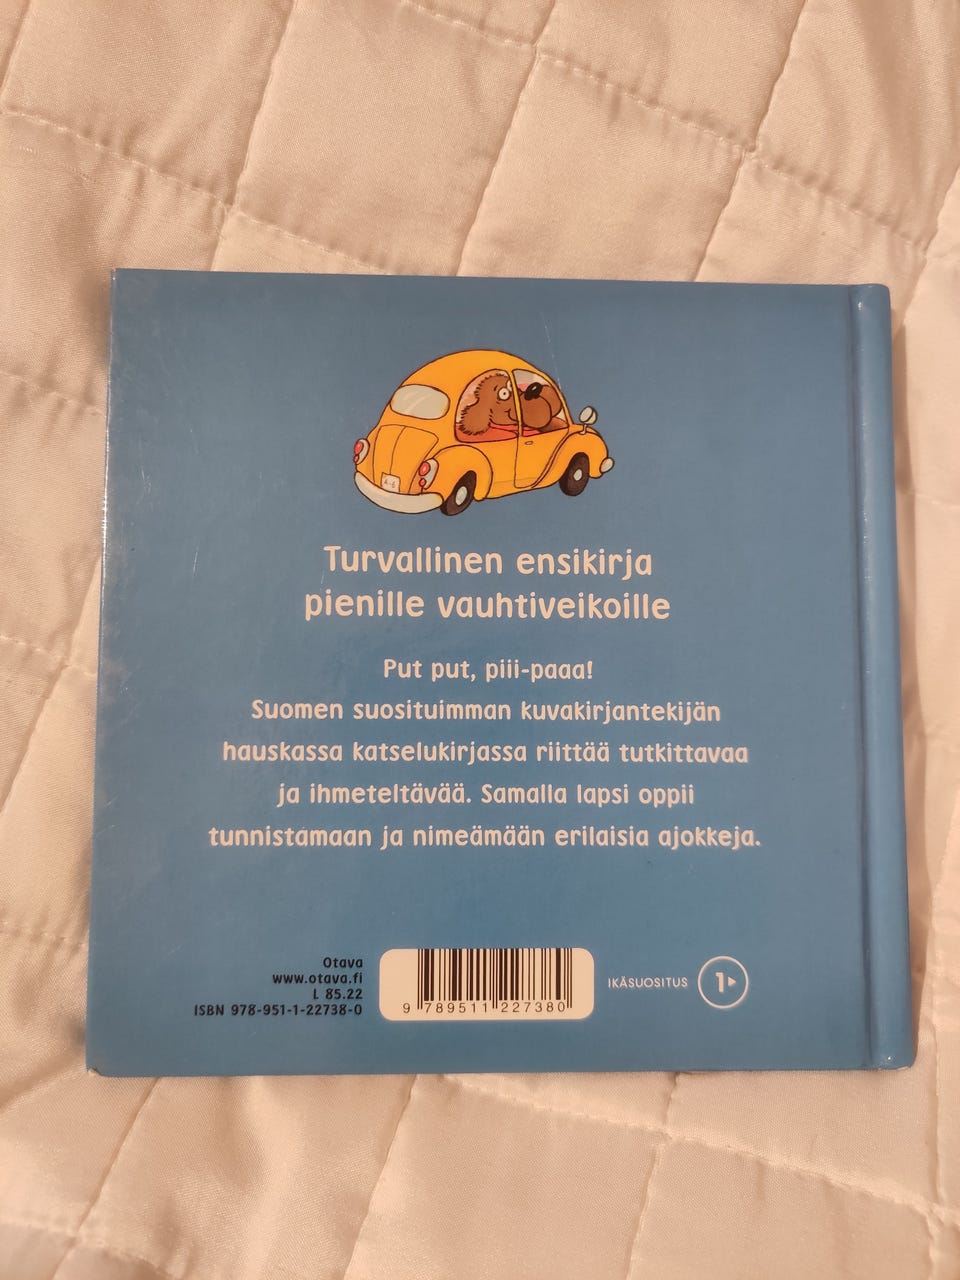 A-6
Turvallinen ensikirja
pienille vauhtiveikoille
Put put, piii-paaa!
Suomen suosituimman kuvakirjantekijän
hauskassa katselukirjassa riittää tutkittavaa
ja ihmeteltävää. Samalla lapsi oppii
tunnistamaan ja nimeämään erilaisia ajokkeja.
Otava
www.otava.fi
L 85.22
ISBN 978-951-1-22738-0
9 789511 227380
IKÄSUOSITUS 1